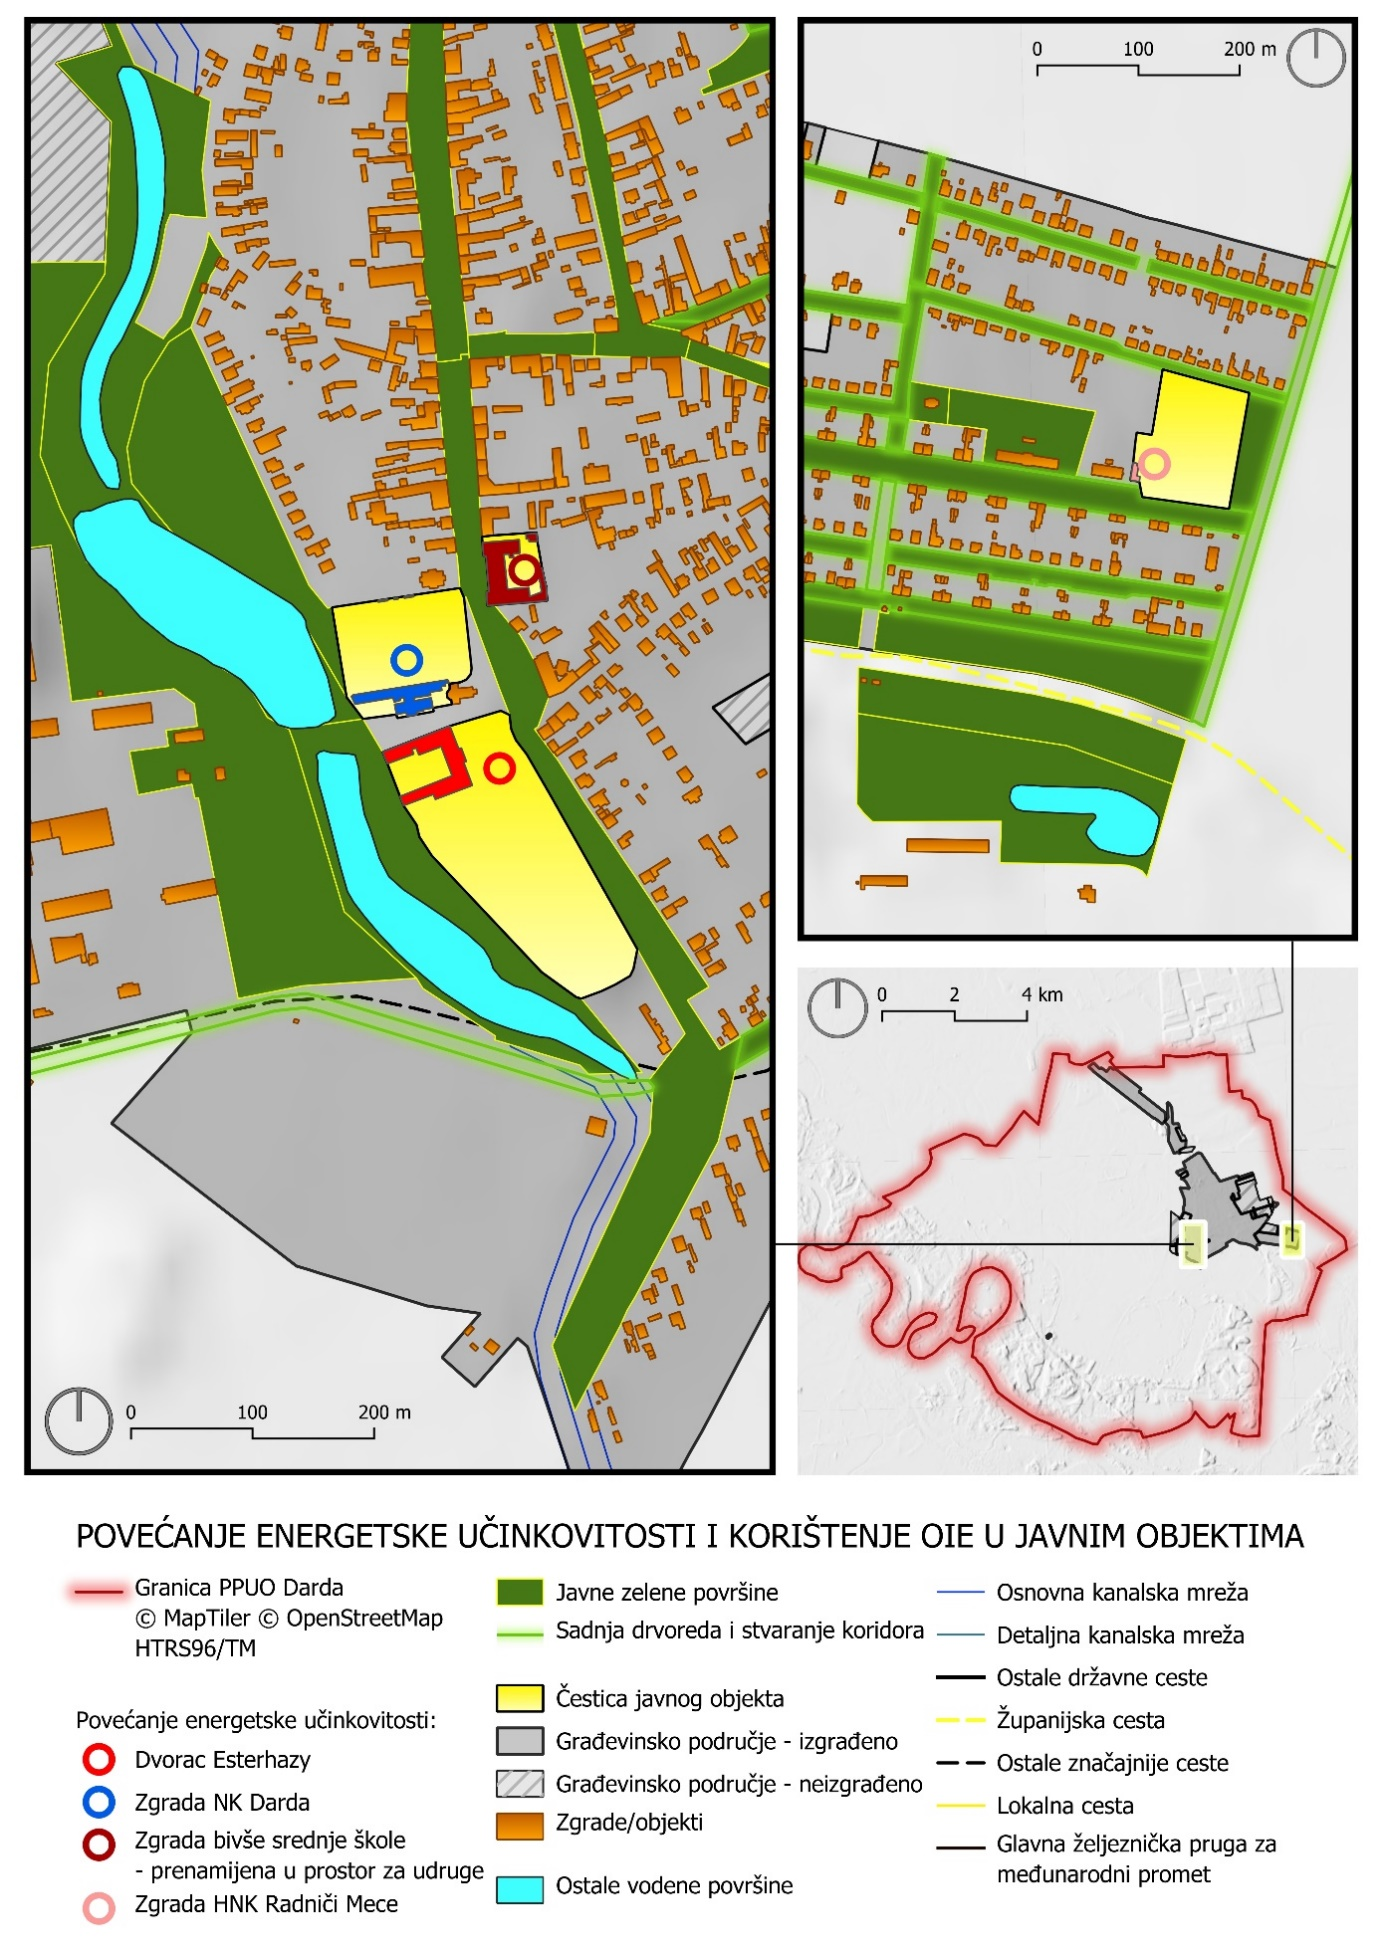 0 100 200 m
0 2 4 km
0 100 200 m
POVEĆANJE ENERGETSKE UČINKOVITOSTI I KORIŠTENJE OIE U JAVNIM OBJEKTIMA
Granica PPUO Darda
© MapTiler © OpenStreetMap
HTRS96/TM
Povećanje energetske učinkovitosti:
Dvorac Esterhazy
Zgrada NK Darda
Zgrada bivše srednje škole
- prenamijena u prostor za udruge
Zgrada HNK Radniči Mece
Javne zelene površine
Sadnja drvoreda i stvaranje koridora
Čestica javnog objekta
Građevinsko područje - izgrađeno
Građevinsko područje - neizgrađeno
Zgrade/objekti
Ostale vodene površine
Osnovna kanalska mreža
Detaljna kanalska mreža
Ostale državne ceste
Županijska cesta
Ostale značajnije ceste
Lokalna cesta
Glavna željeznička pruga za
međunarodni promet